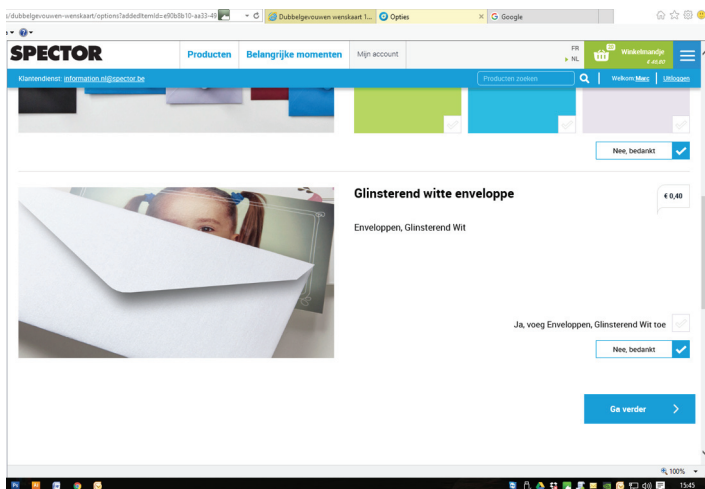 /dubbelgevouwen-wenskaart/options?addedItemId=e90b8b10-aa33-49
Dubbelgevouwen wenskaart 1...
Opties
Google
SPECTOR
Producten
Belangrijke momenten
Mijn account
FR
NL
20
Winkelmandje
€ 40,80
Klantendienst: information.nl@spector.be
Producten zoeken
Welkom: Marc
Uitloggen
Nee, bedankt
Glinsterend witte enveloppe
€ 0,40
Enveloppen, Glinsterend Wit
Ja, voeg Enveloppen, Glinsterend Wit toe
Nee, bedankt
Ga verder
100%
15:45